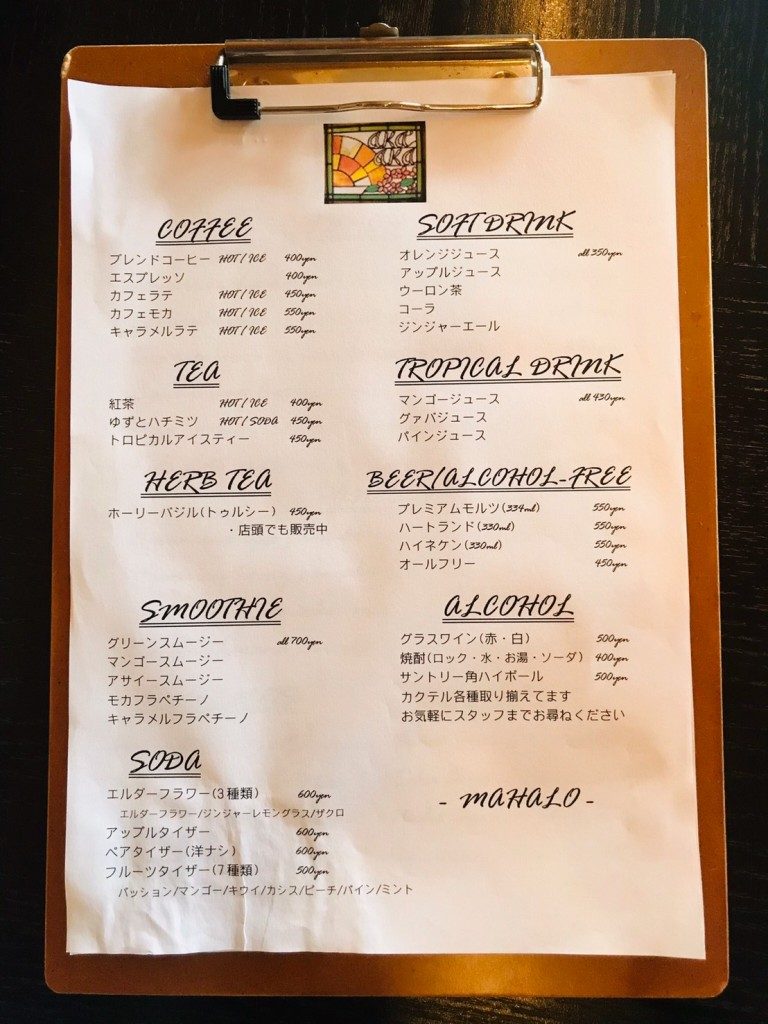 AKA
AKA
COFFEE
ブレンドコーヒー HOT/ICE 400yen
エスプレッソ 400yen
カフェラテ HOT/ICE 450yen
カフェモカ HOT/ICE 550yen
キャラメルラテ HOT/ICE 550yen
TEA
紅茶 HOT/ICE 400yen
ゆずとハチミツ HOT/SODA 450yen
トロピカルアイスティー 450yen
HERB TEA
ホーリーバジル(トゥルシー) 450yen
・店頭でも販売中
SMOOTHIE
グリーンスムージー all 700yen
マンゴースムージー
アサイースムージー
モカフラペチーノ
キャラメルフラペチーノ
SODA
エルダーフラワー(3種類) 600yen
エルダーフラワー/ジンジャーレモングラス/ザクロ
アップルタイザー 600yen
ペアタイザー(洋ナシ) 600yen
フルーツタイザー(7種類) 500yen
パッション/マンゴー/キウイ/カシス/ピーチ/パイン/ミント
SOFT DRINK
オレンジジュース all 350yen
アップルジュース
ウーロン茶
コーラ
ジンジャーエール
TROPICAL DRINK
マンゴージュース all 430yen
グァバジュース
パインジュース
BEER/ALCOHOL-FREE
プレミアムモルツ(334ml) 550yen
ハートランド(330ml) 550yen
ハイネケン(330ml) 550yen
オールフリー 450yen
ALCOHOL
グラスワイン(赤・白) 500yen
焼酎(ロック・水・お湯・ソーダ) 400yen
サントリー角ハイボール 500yen
カクテル各種取り揃えてます
お気軽にスタッフまでお尋ねください
- MAHALO -